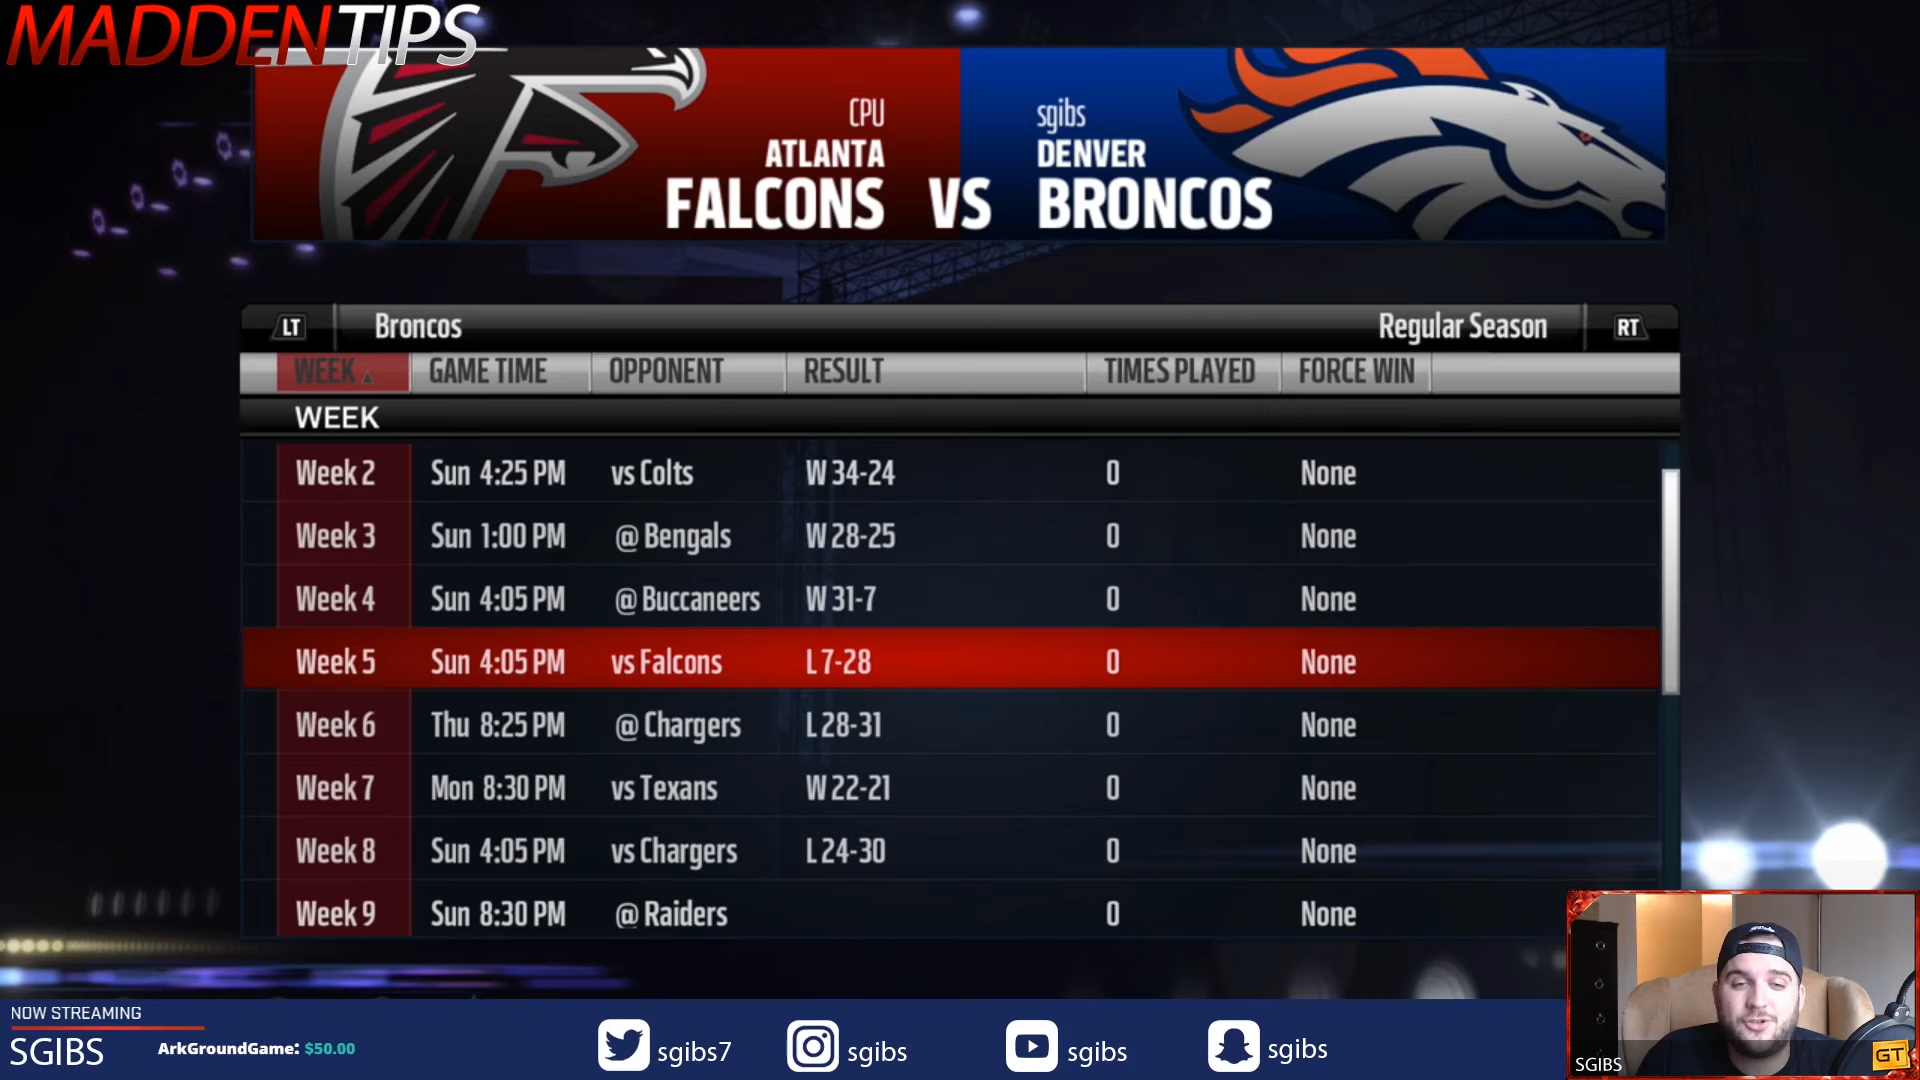 MADDENTIPS
CPU
ATLANTA
FALCONS
VS
sgibs
DENVER
BRONCOS
LT Broncos Regular Season RT
WEEK GAME TIME OPPONENT RESULT TIMES PLAYED FORCE WIN
WEEK
Week 2 Sun 4:25 PM vs Colts W 34-24 0 None
Week 3 Sun 1:00 PM @ Bengals W 28-25 0 None
Week 4 Sun 4:05 PM @ Buccaneers W 31-7 0 None
Week 5 Sun 4:05 PM vs Falcons L 7-28 0 None
Week 6 Thu 8:25 PM @ Chargers L 28-31 0 None
Week 7 Mon 8:30 PM vs Texans W 22-21 0 None
Week 8 Sun 4:05 PM vs Chargers L 24-30 0 None
Week 9 Sun 8:30 PM @ Raiders 0 None
NOW STREAMING
SGIBS
ArkGroundGame: $50.00
sgibs7
sgibs
sgibs
sgibs
SGIBS
GT